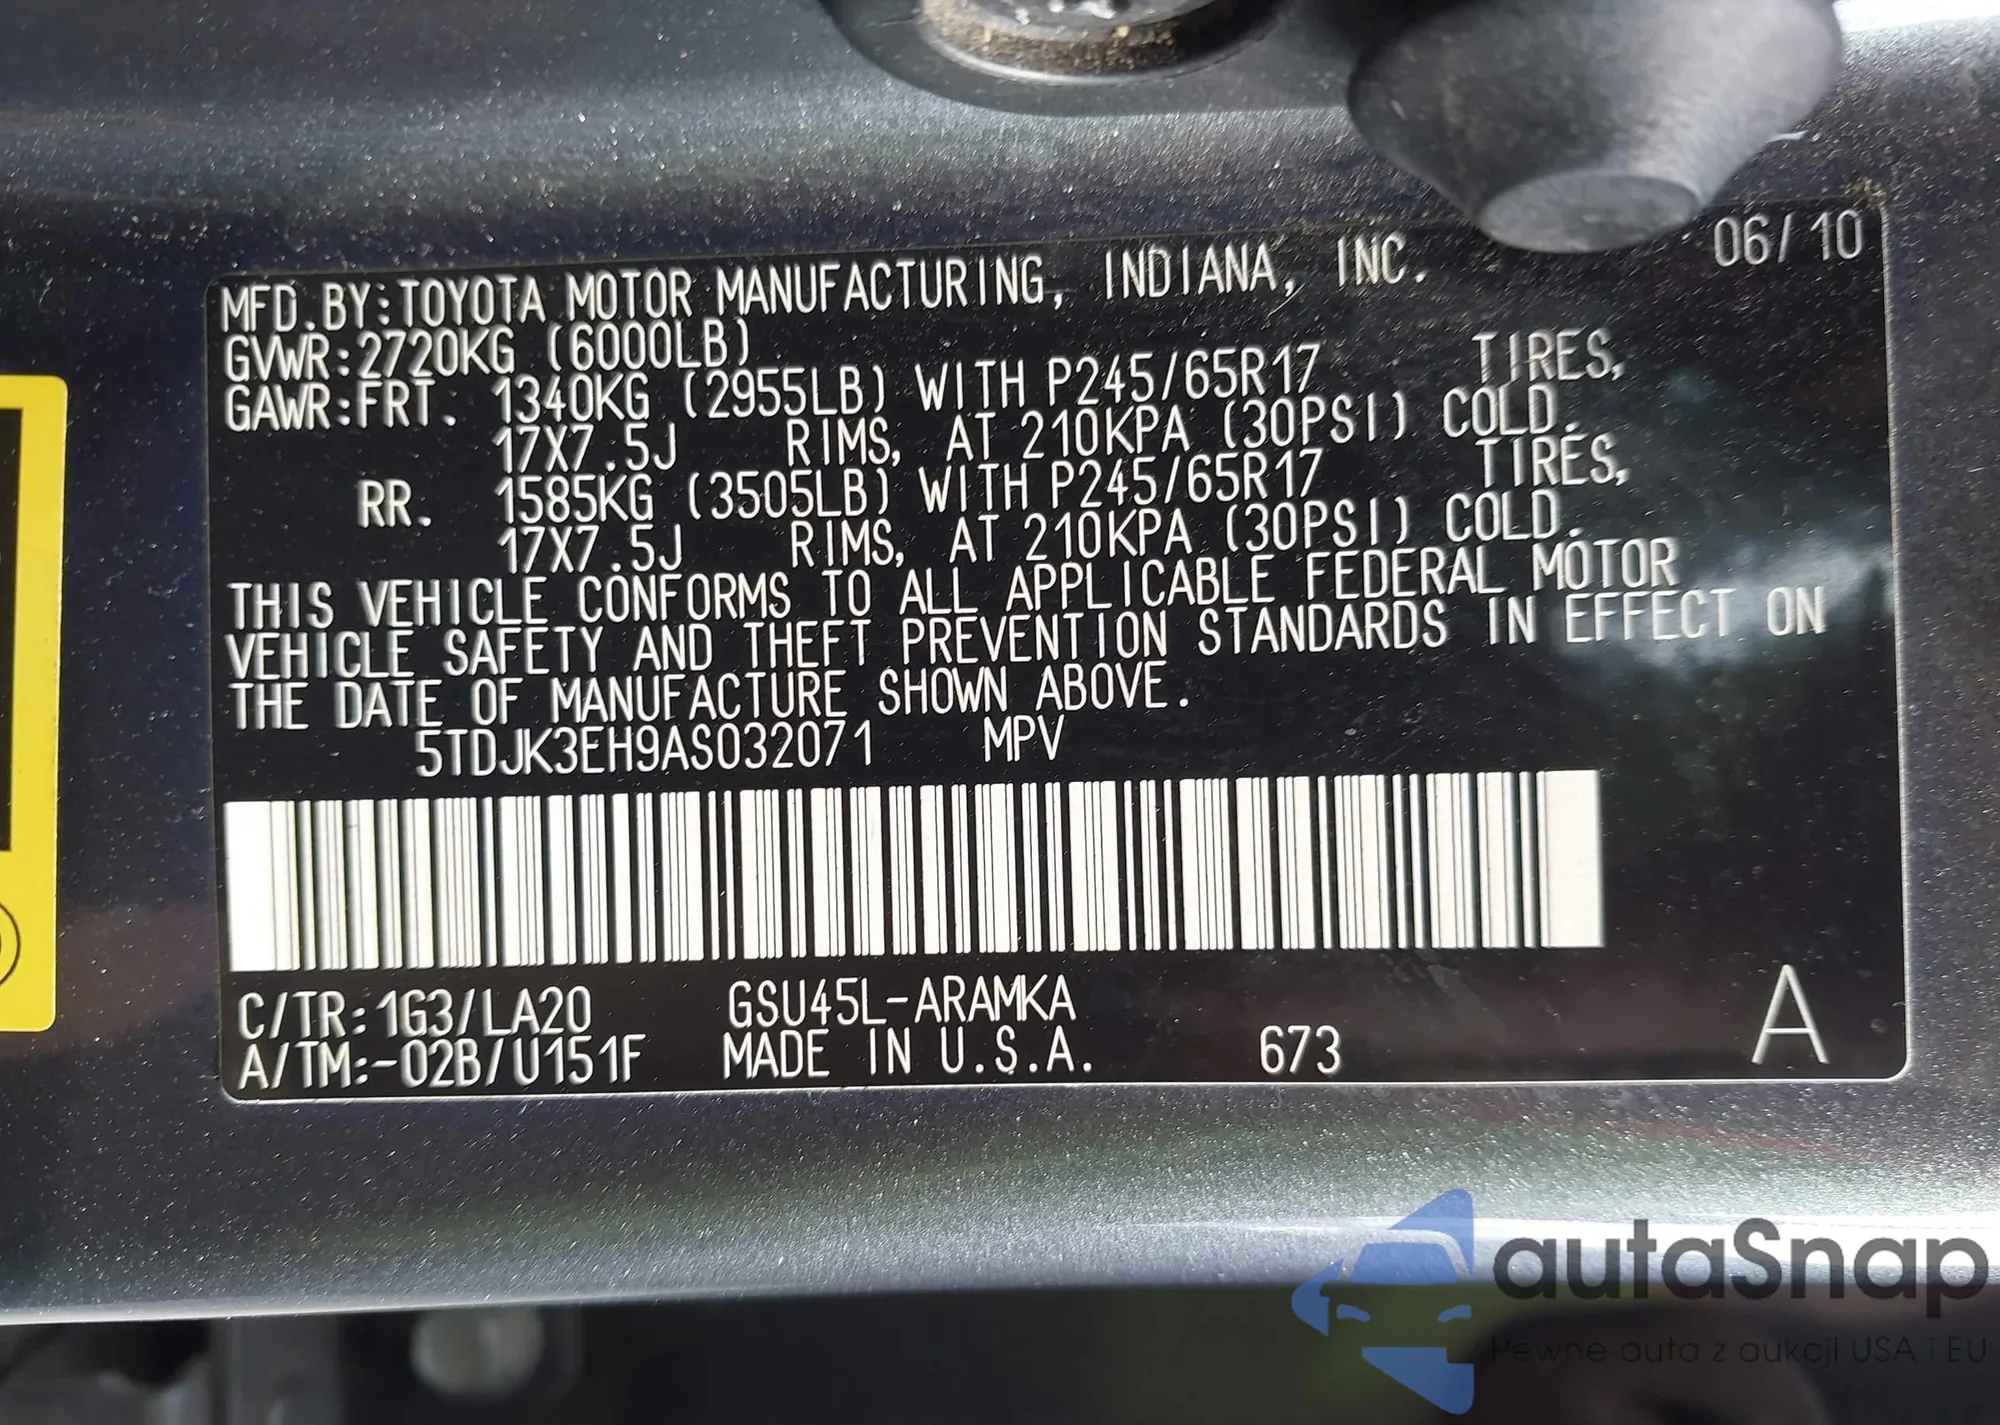 06/10
MFD.BY:TOYOTA MOTOR MANUFACTURING, INDIANA, INC.
GVWR:2720KG (6000LB)
GAWR:FRT. 1340KG (2955LB) WITH P245/65R17 TIRES,
17X7.5J RIMS, AT 210KPA (30PSI) COLD.
RR. 1585KG (3505LB) WITH P245/65R17 TIRES,
17X7.5J RIMS, AT 210KPA (30PSI) COLD.
THIS VEHICLE CONFORMS TO ALL APPLICABLE FEDERAL MOTOR
VEHICLE SAFETY AND THEFT PREVENTION STANDARDS IN EFFECT ON
THE DATE OF MANUFACTURE SHOWN ABOVE.
5TDJK3EH9AS032071 MPV
C/TR:1G3/LA20 GSU45L-ARAMKA
A/TM:-02B/U151F MADE IN U.S.A. 673 A
autaSnap
Pewne auta z aukcji USA i EU